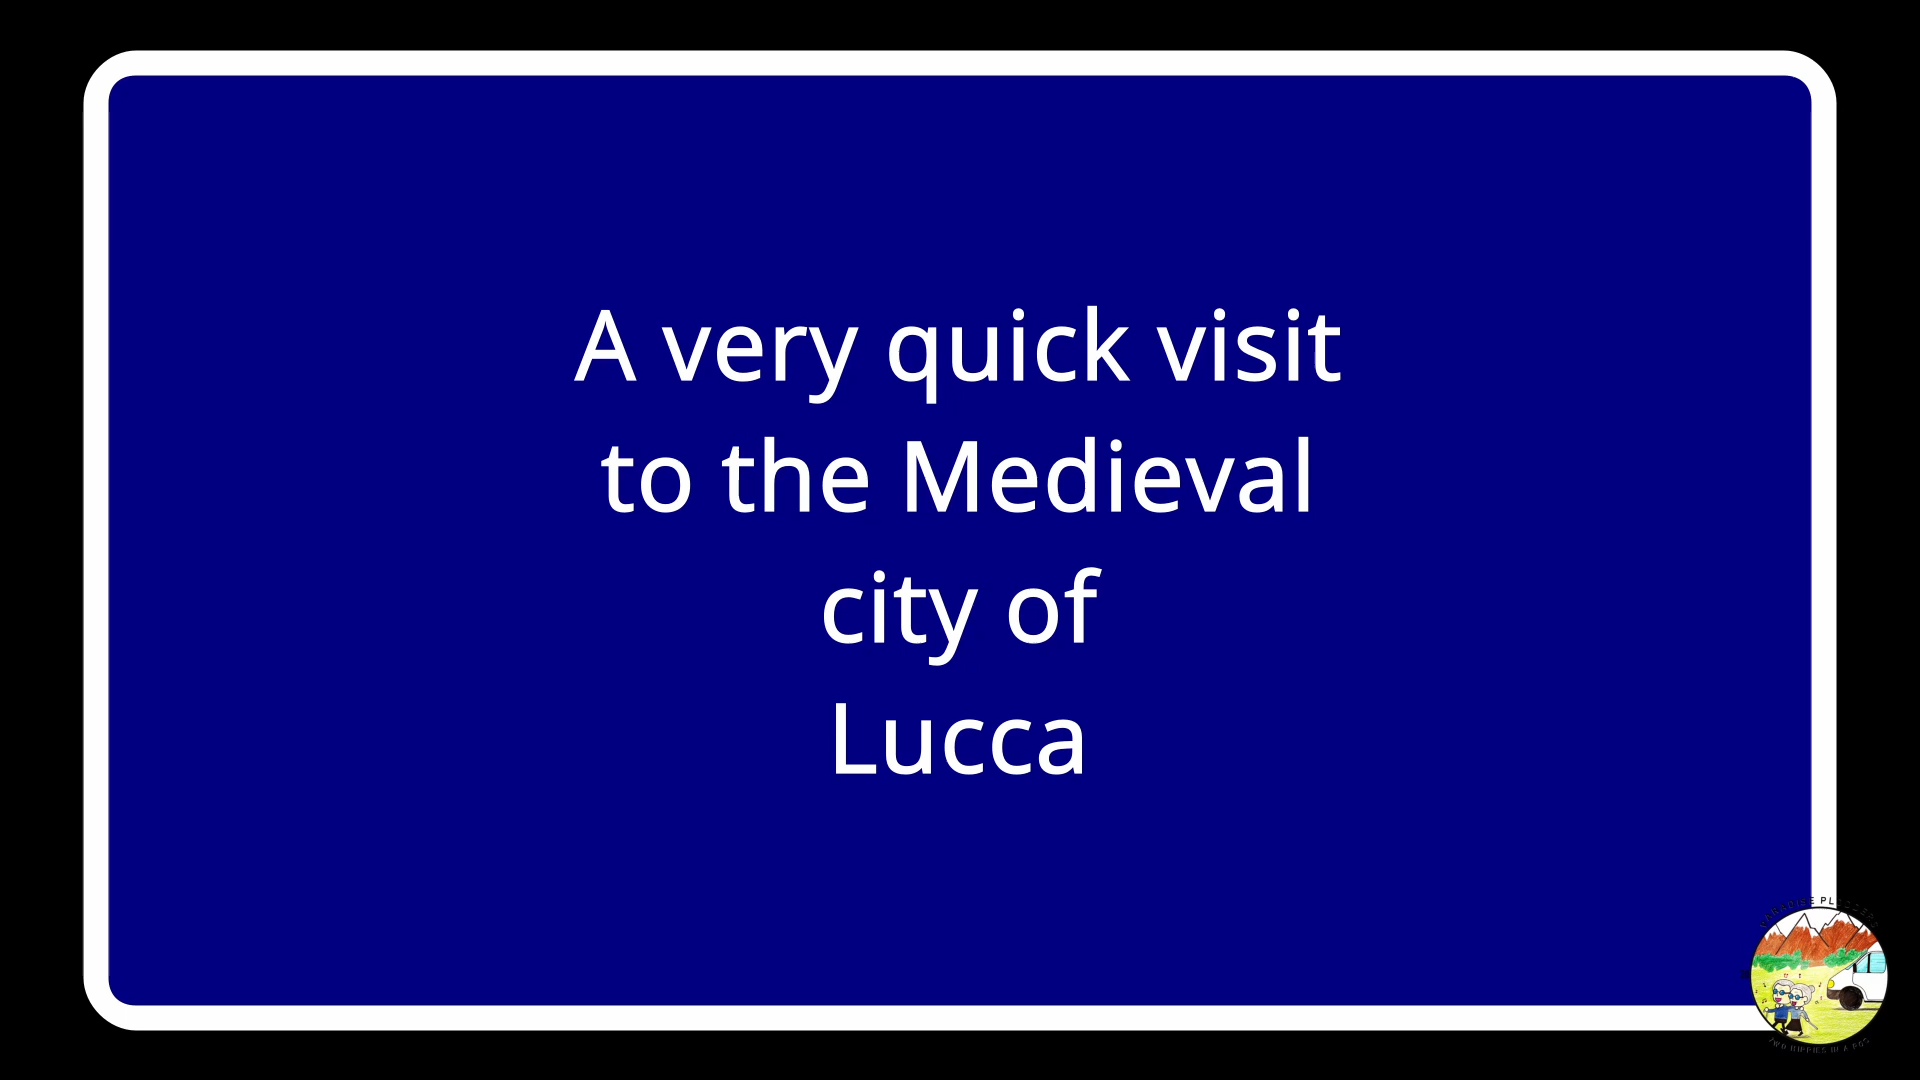 A very quick visit
to the Medieval
city of
Lucca